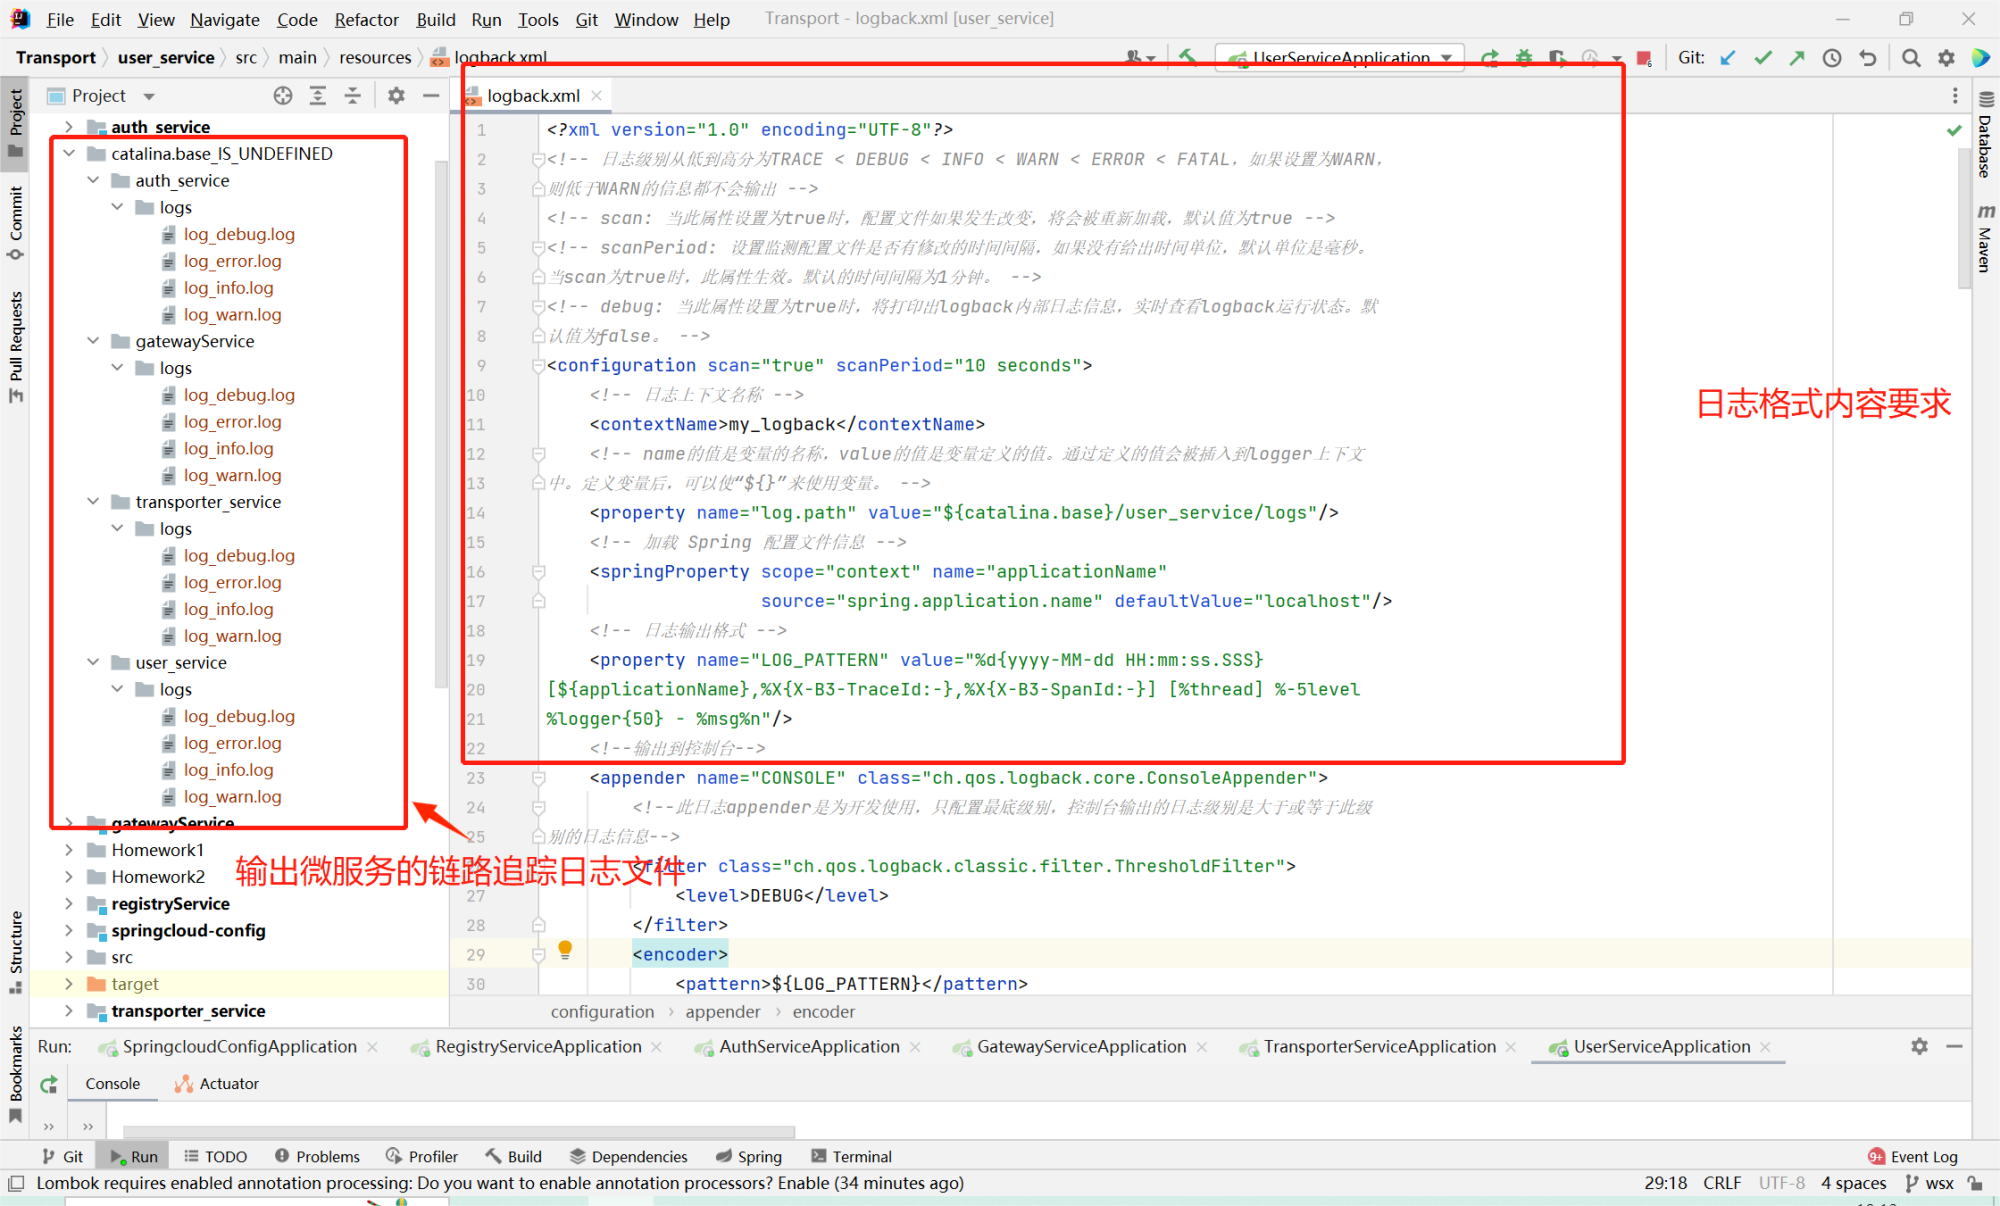 File Edit View Navigate Code Refactor Build Run Tools Git Window Help Transport - logback.xml [user_service]
Transport user_service src main resources logback.xml UserServiceApplication Git:
Project
logback.xml
auth_service
catalina.base_IS_UNDEFINED
auth_service
logs
log_debug.log
log_error.log
log_info.log
log_warn.log
gatewayService
logs
log_debug.log
log_error.log
log_info.log
log_warn.log
transporter_service
logs
log_debug.log
log_error.log
log_info.log
log_warn.log
user_service
logs
log_debug.log
log_error.log
log_info.log
log_warn.log
gatewayService
Homework1
Homework2
registryService
springcloud-config
src
target
transporter_service
输出微服务的链路追踪日志文件
1 <?xml version="1.0" encoding="UTF-8"?>
2 <!-- 日志级别从低到高分为TRACE < DEBUG < INFO < WARN < ERROR < FATAL，如果设置为WARN，
3 则低于WARN的信息都不会输出 -->
4 <!-- scan: 当此属性设置为true时，配置文件如果发生改变，将会被重新加载，默认值为true -->
5 <!-- scanPeriod: 设置监测配置文件是否有修改的时间间隔，如果没有给出时间单位，默认单位是毫秒。
6 当scan为true时，此属性生效。默认的时间间隔为1分钟。 -->
7 <!-- debug: 当此属性设置为true时，将打印出logback内部日志信息，实时查看logback运行状态。默
8 认值为false。 -->
9 <configuration scan="true" scanPeriod="10 seconds">
10 <!-- 日志上下文名称 -->
11 <contextName>my_logback</contextName>
12 <!-- name的值是变量的名称，value的值是变量定义的值。通过定义的值会被插入到logger上下文
13 中。定义变量后，可以使“${}”来使用变量。 -->
14 <property name="log.path" value="${catalina.base}/user_service/logs"/>
15 <!-- 加载 Spring 配置文件信息 -->
16 <springProperty scope="context" name="applicationName"
17 source="spring.application.name" defaultValue="localhost"/>
18 <!-- 日志输出格式 -->
19 <property name="LOG_PATTERN" value="%d{yyyy-MM-dd HH:mm:ss.SSS}
20 [${applicationName},%X{X-B3-TraceId:-},%X{X-B3-SpanId:-}] [%thread] %-5level
21 %logger{50} - %msg%n"/>
22 <!--输出到控制台-->
23 <appender name="CONSOLE" class="ch.qos.logback.core.ConsoleAppender">
24 <!--此日志appender是为开发使用，只配置最底级别，控制台输出的日志级别是大于或等于此级
25 别的日志信息-->
<filter class="ch.qos.logback.classic.filter.ThresholdFilter">
27 <level>DEBUG</level>
28 </filter>
29 <encoder>
30 <pattern>${LOG_PATTERN}</pattern>
日志格式内容要求
configuration › appender › encoder
Project
Commit
Pull Requests
Structure
Bookmarks
Database
m Maven
Run: SpringcloudConfigApplication RegistryServiceApplication AuthServiceApplication GatewayServiceApplication TransporterServiceApplication UserServiceApplication
Console Actuator
Git Run TODO Problems Profiler Build Dependencies Spring Terminal 9+ Event Log
Lombok requires enabled annotation processing: Do you want to enable annotation processors? Enable (34 minutes ago) 29:18 CRLF UTF-8 4 spaces wsx